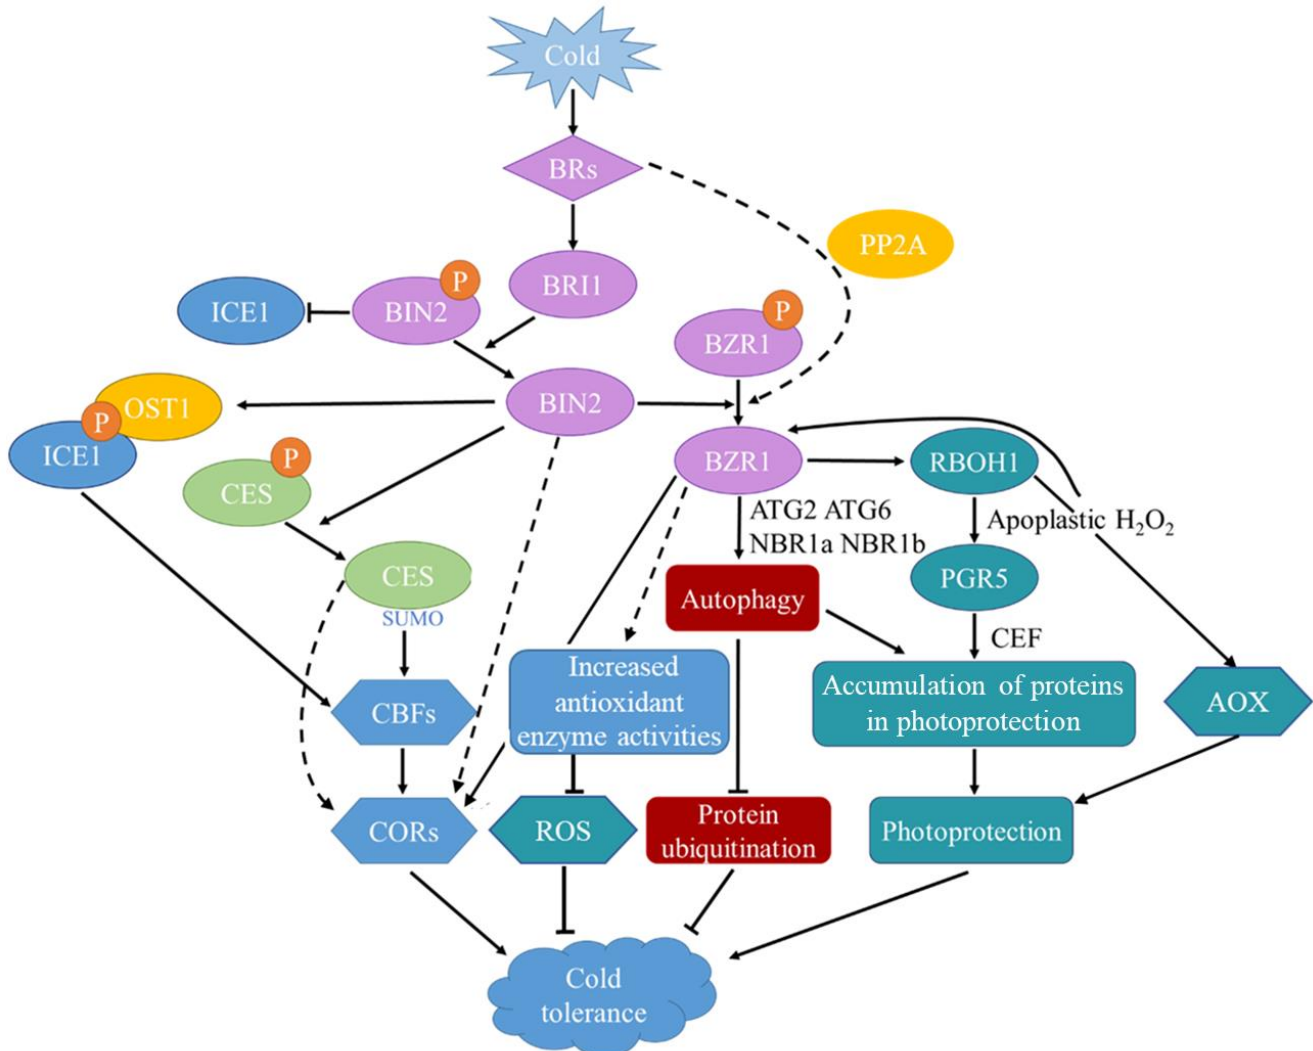 Cold
BRs
PP2A
P
BRI1
ICE1
BIN2
P
BZR1
OST1
BIN2
P
ICE1
P
CES
BZR1
RBOH1
ATG2 ATG6
NBR1a NBR1b
Apoplastic H₂O₂
CES
SUMO
Autophagy
PGR5
CEF
Increased
antioxidant
enzyme activities
Accumulation of proteins
in photoprotection
AOX
CBFs
CORs
ROS
Protein
ubiquitination
Photoprotection
Cold
tolerance